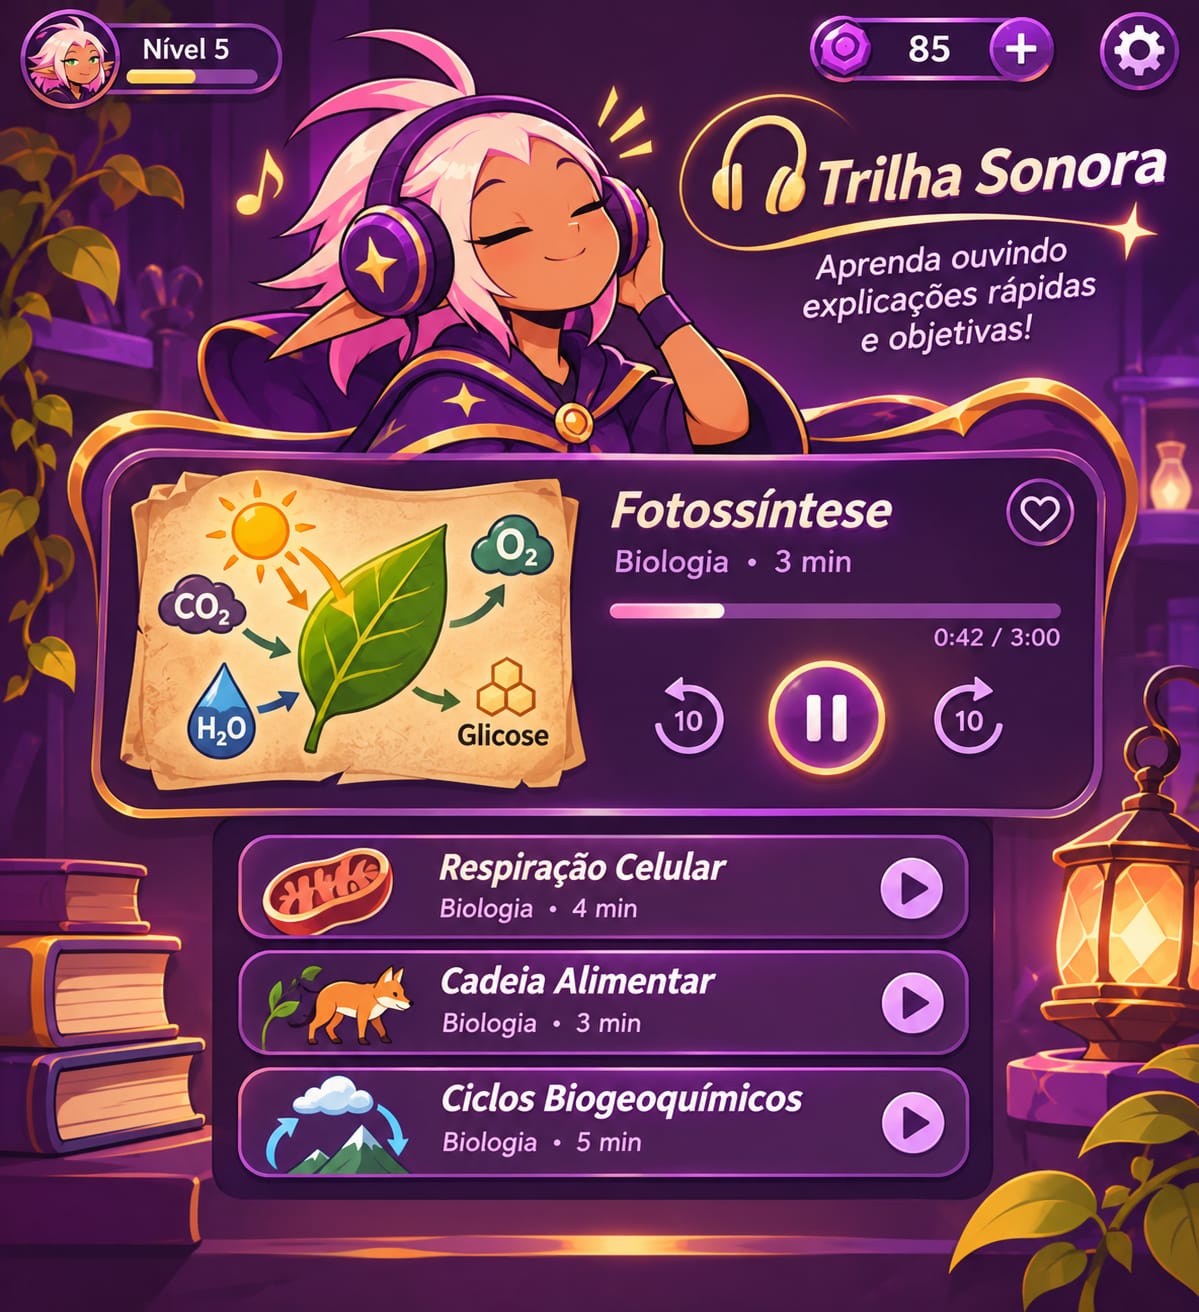 Nível 5
85
Trilha Sonora
Aprenda ouvindo
explicações rápidas
e objetivas!
CO₂
H₂O
O₂
Glicose
Fotossíntese
Biologia • 3 min
0:42 / 3:00
10
10
Respiração Celular
Biologia • 4 min
Cadeia Alimentar
Biologia • 3 min
Ciclos Biogeoquímicos
Biologia • 5 min